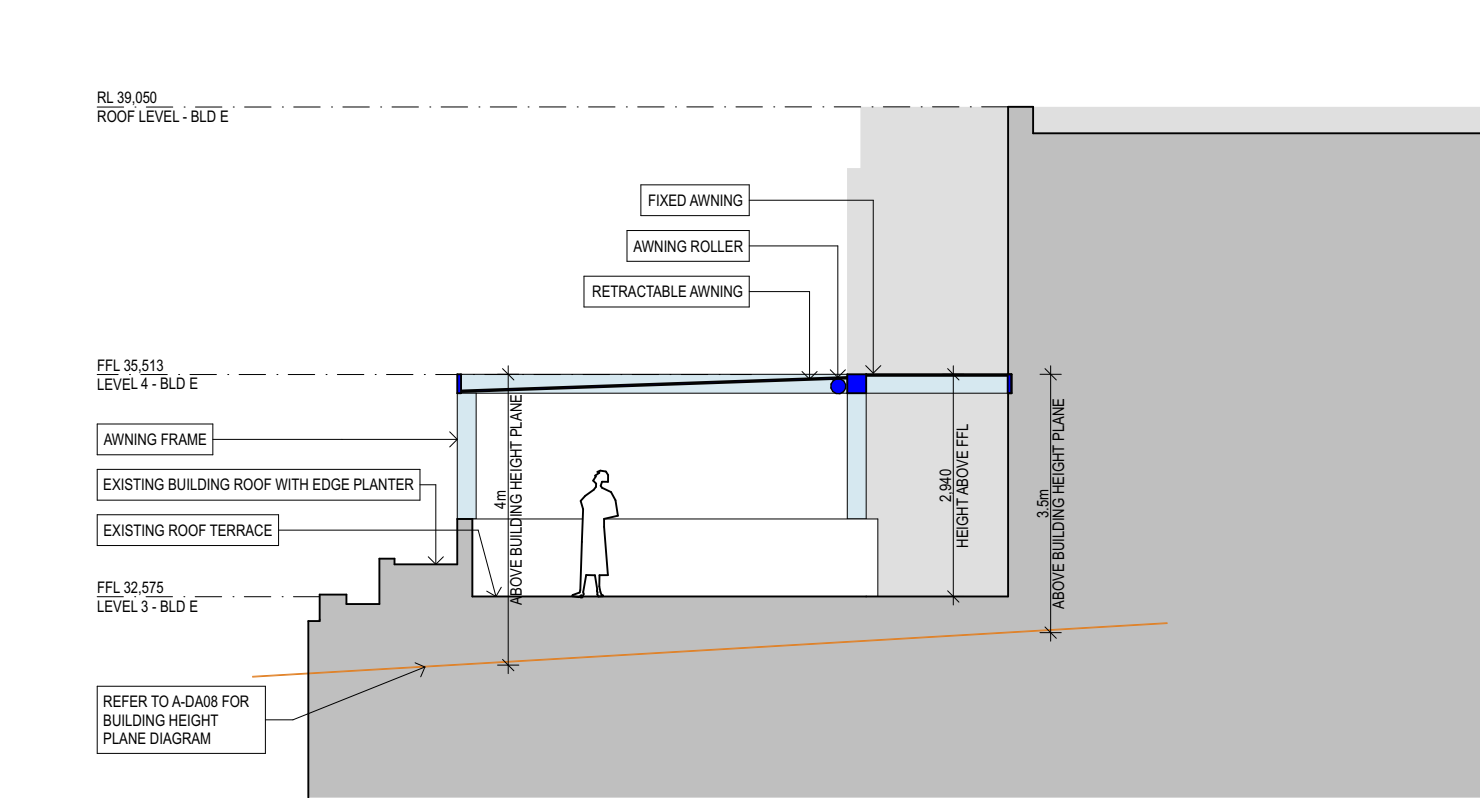 RL 39,050
ROOF LEVEL - BLD E
FIXED AWNING
AWNING ROLLER
RETRACTABLE AWNING
FFL 35,513
LEVEL 4 - BLD E
AWNING FRAME
EXISTING BUILDING ROOF WITH EDGE PLANTER
EXISTING ROOF TERRACE
4m
ABOVE BUILDING HEIGHT PLANE
2,940
HEIGHT ABOVE FFL
3.5m
ABOVE BUILDING HEIGHT PLANE
FFL 32,575
LEVEL 3 - BLD E
REFER TO A-DA08 FOR
BUILDING HEIGHT
PLANE DIAGRAM